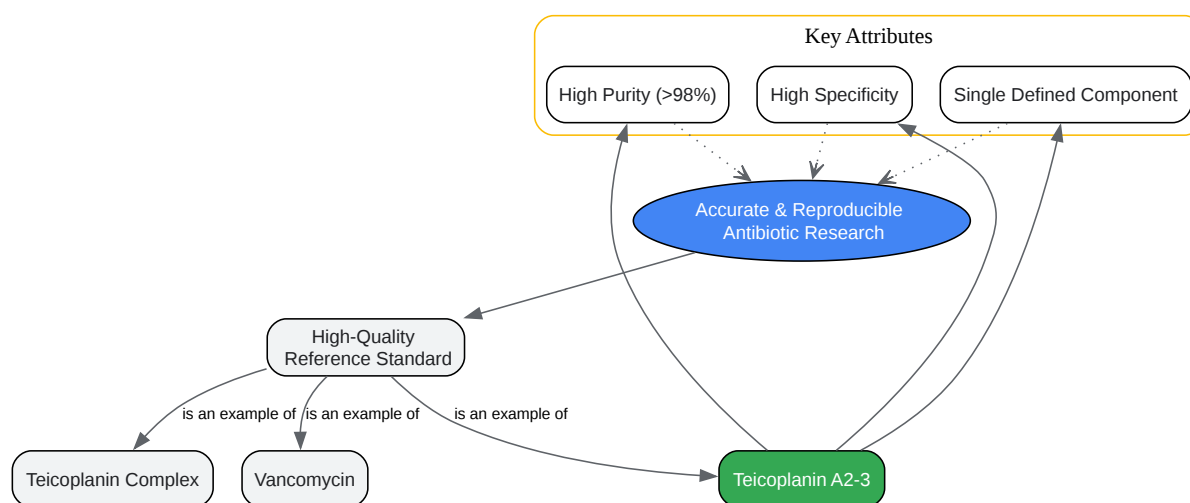 Key Attributes
High Purity (>98%)
High Specificity
Single Defined Component
Accurate & Reproducible
Antibiotic Research
High-Quality
Reference Standard
is an example of
is an example of
is an example of
Teicoplanin Complex
Vancomycin
Teicoplanin A2-3